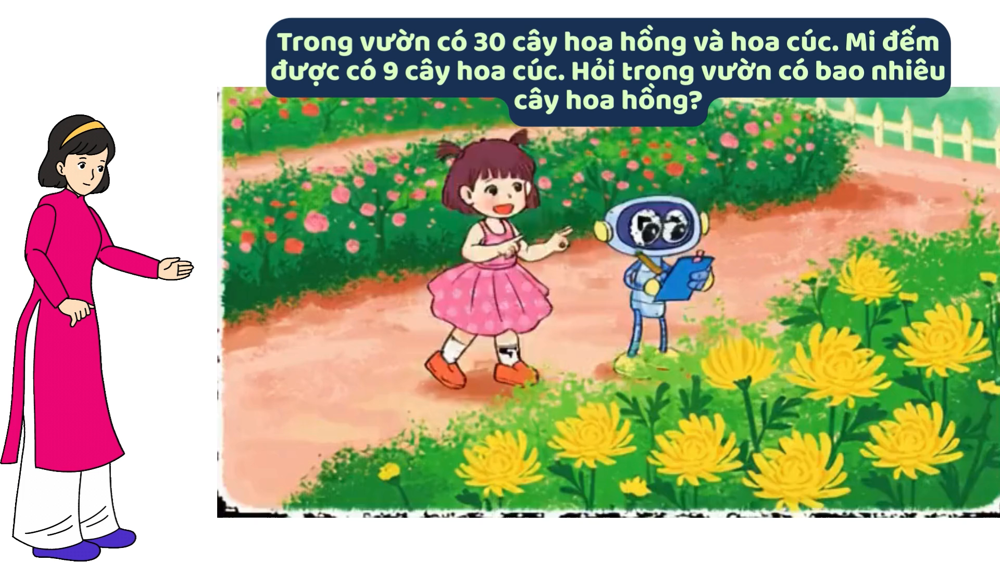 Trong vườn có 30 cây hoa hồng và hoa cúc. Mi đếm
được có 9 cây hoa cúc. Hỏi trong vườn có bao nhiêu
cây hoa hồng?